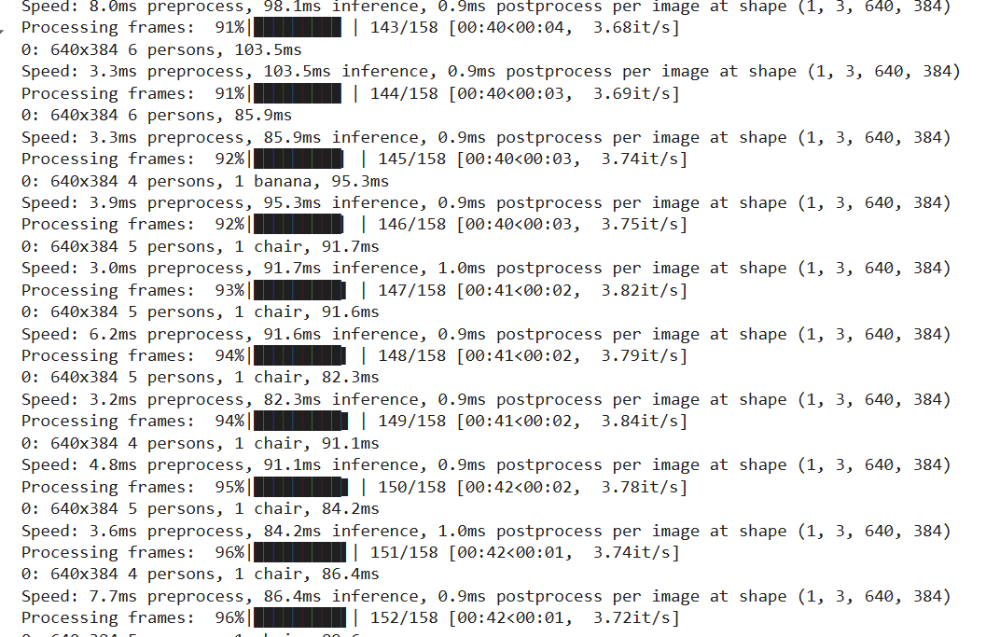 Speed: 8.0ms preprocess, 98.1ms inference, 0.9ms postprocess per image at shape (1, 3, 640, 384)
Processing frames:  91%|█████████ | 143/158 [00:40<00:04,  3.68it/s]
0: 640x384 6 persons, 103.5ms
Speed: 3.3ms preprocess, 103.5ms inference, 0.9ms postprocess per image at shape (1, 3, 640, 384)
Processing frames:  91%|█████████ | 144/158 [00:40<00:03,  3.69it/s]
0: 640x384 6 persons, 85.9ms
Speed: 3.3ms preprocess, 85.9ms inference, 0.9ms postprocess per image at shape (1, 3, 640, 384)
Processing frames:  92%|█████████▏ | 145/158 [00:40<00:03,  3.74it/s]
0: 640x384 4 persons, 1 banana, 95.3ms
Speed: 3.9ms preprocess, 95.3ms inference, 0.9ms postprocess per image at shape (1, 3, 640, 384)
Processing frames:  92%|█████████▏ | 146/158 [00:40<00:03,  3.75it/s]
0: 640x384 5 persons, 1 chair, 91.7ms
Speed: 3.0ms preprocess, 91.7ms inference, 1.0ms postprocess per image at shape (1, 3, 640, 384)
Processing frames:  93%|█████████▎ | 147/158 [00:41<00:02,  3.82it/s]
0: 640x384 5 persons, 1 chair, 91.6ms
Speed: 6.2ms preprocess, 91.6ms inference, 0.9ms postprocess per image at shape (1, 3, 640, 384)
Processing frames:  94%|█████████▎ | 148/158 [00:41<00:02,  3.79it/s]
0: 640x384 5 persons, 1 chair, 82.3ms
Speed: 3.2ms preprocess, 82.3ms inference, 0.9ms postprocess per image at shape (1, 3, 640, 384)
Processing frames:  94%|█████████▍ | 149/158 [00:41<00:02,  3.84it/s]
0: 640x384 4 persons, 1 chair, 91.1ms
Speed: 4.8ms preprocess, 91.1ms inference, 0.9ms postprocess per image at shape (1, 3, 640, 384)
Processing frames:  95%|█████████▍ | 150/158 [00:42<00:02,  3.78it/s]
0: 640x384 5 persons, 1 chair, 84.2ms
Speed: 3.6ms preprocess, 84.2ms inference, 1.0ms postprocess per image at shape (1, 3, 640, 384)
Processing frames:  96%|█████████▌| 151/158 [00:42<00:01,  3.74it/s]
0: 640x384 4 persons, 1 chair, 86.4ms
Speed: 7.7ms preprocess, 86.4ms inference, 0.9ms postprocess per image at shape (1, 3, 640, 384)
Processing frames:  96%|█████████▌| 152/158 [00:42<00:01,  3.72it/s]